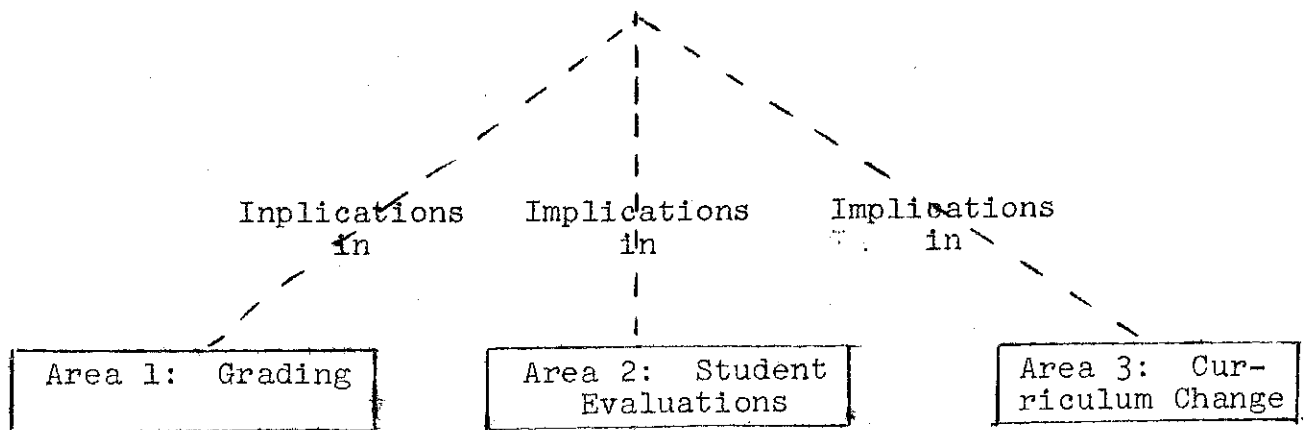 Inplications Implications Implications
in in in
Area 1: Grading Area 2: Student Area 3: Cur-
Evaluations riculum Change